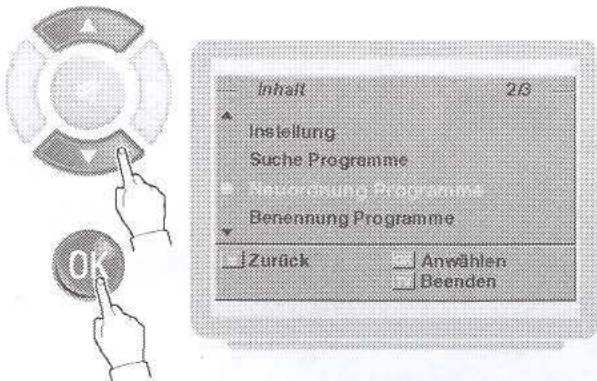 Inhalt 2/3
Instellung
Suche Programme
Neuordnung Programme
Benennung Programme
Zurück Anwählen
Beenden
OK